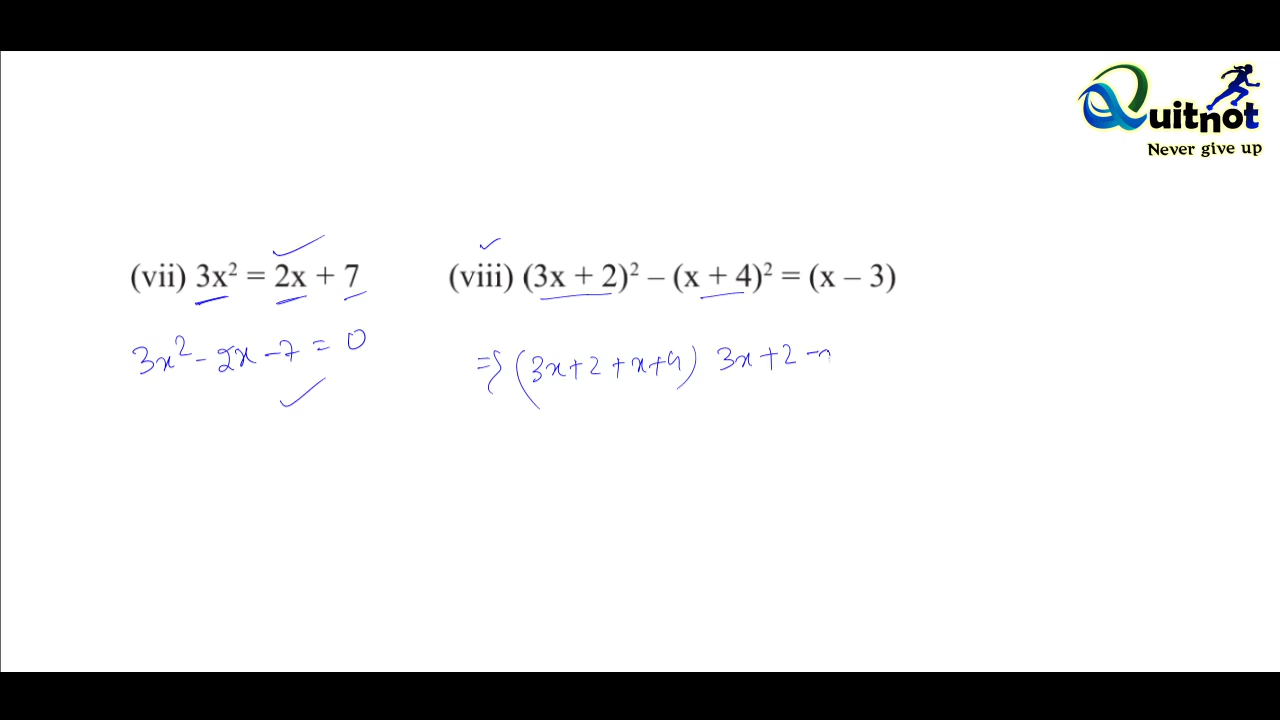 Quitnot
Never give up
(vii) 3x² = 2x + 7
(viii) (3x + 2)² – (x + 4)² = (x – 3)
3x² - 2x - 7 = 0
=> (3x+2+x+4) 3x+2 -